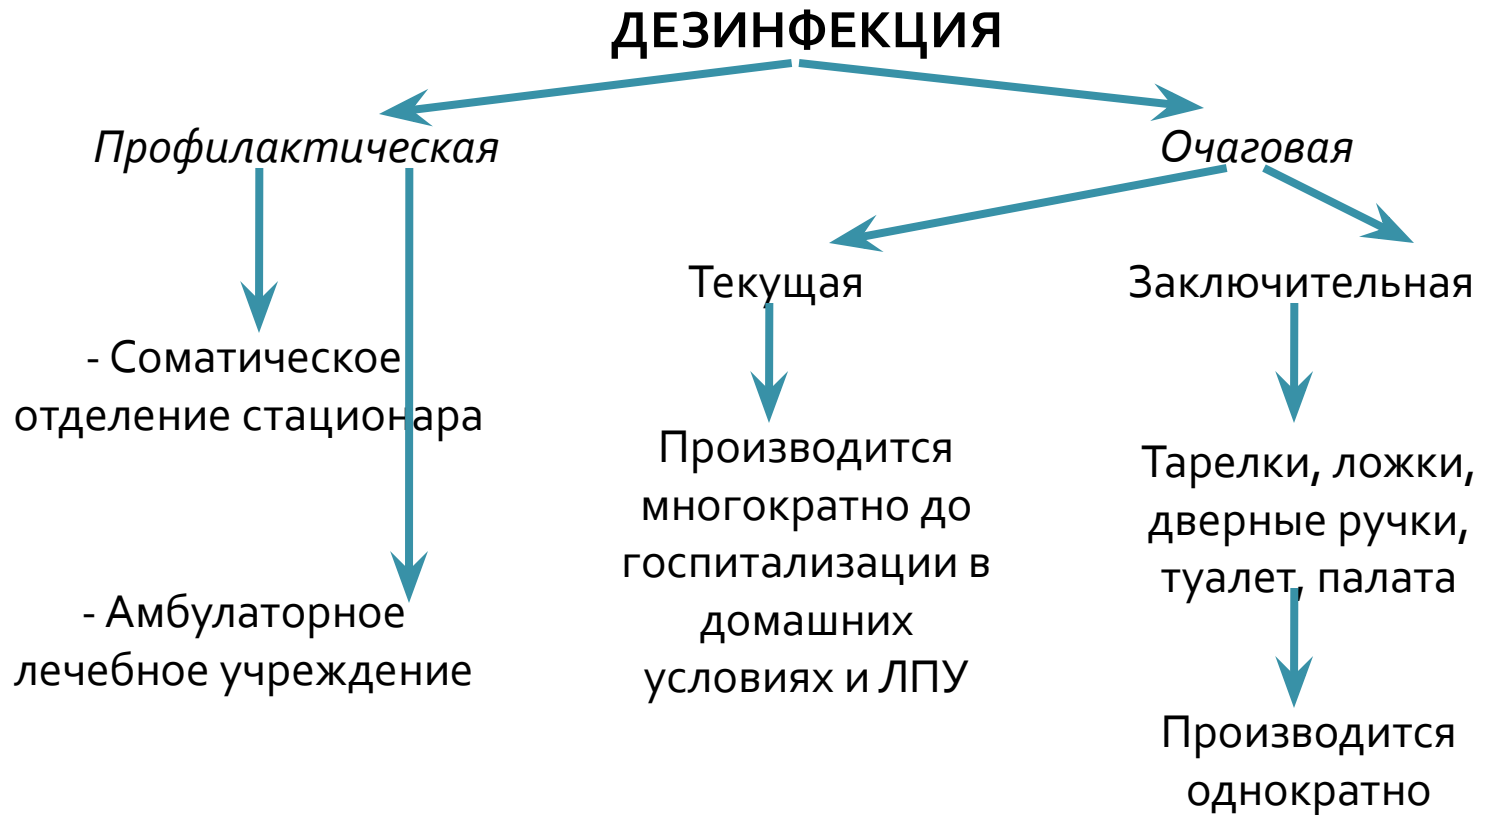 ДЕЗИНФЕКЦИЯ
Профилактическая
Очаговая
Текущая
Заключительная
- Соматическое
отделение стационара
- Амбулаторное
лечебное учреждение
Производится
многократно до
госпитализации в
домашних
условиях и ЛПУ
Тарелки, ложки,
дверные ручки,
туалет, палата
Производится
однократно